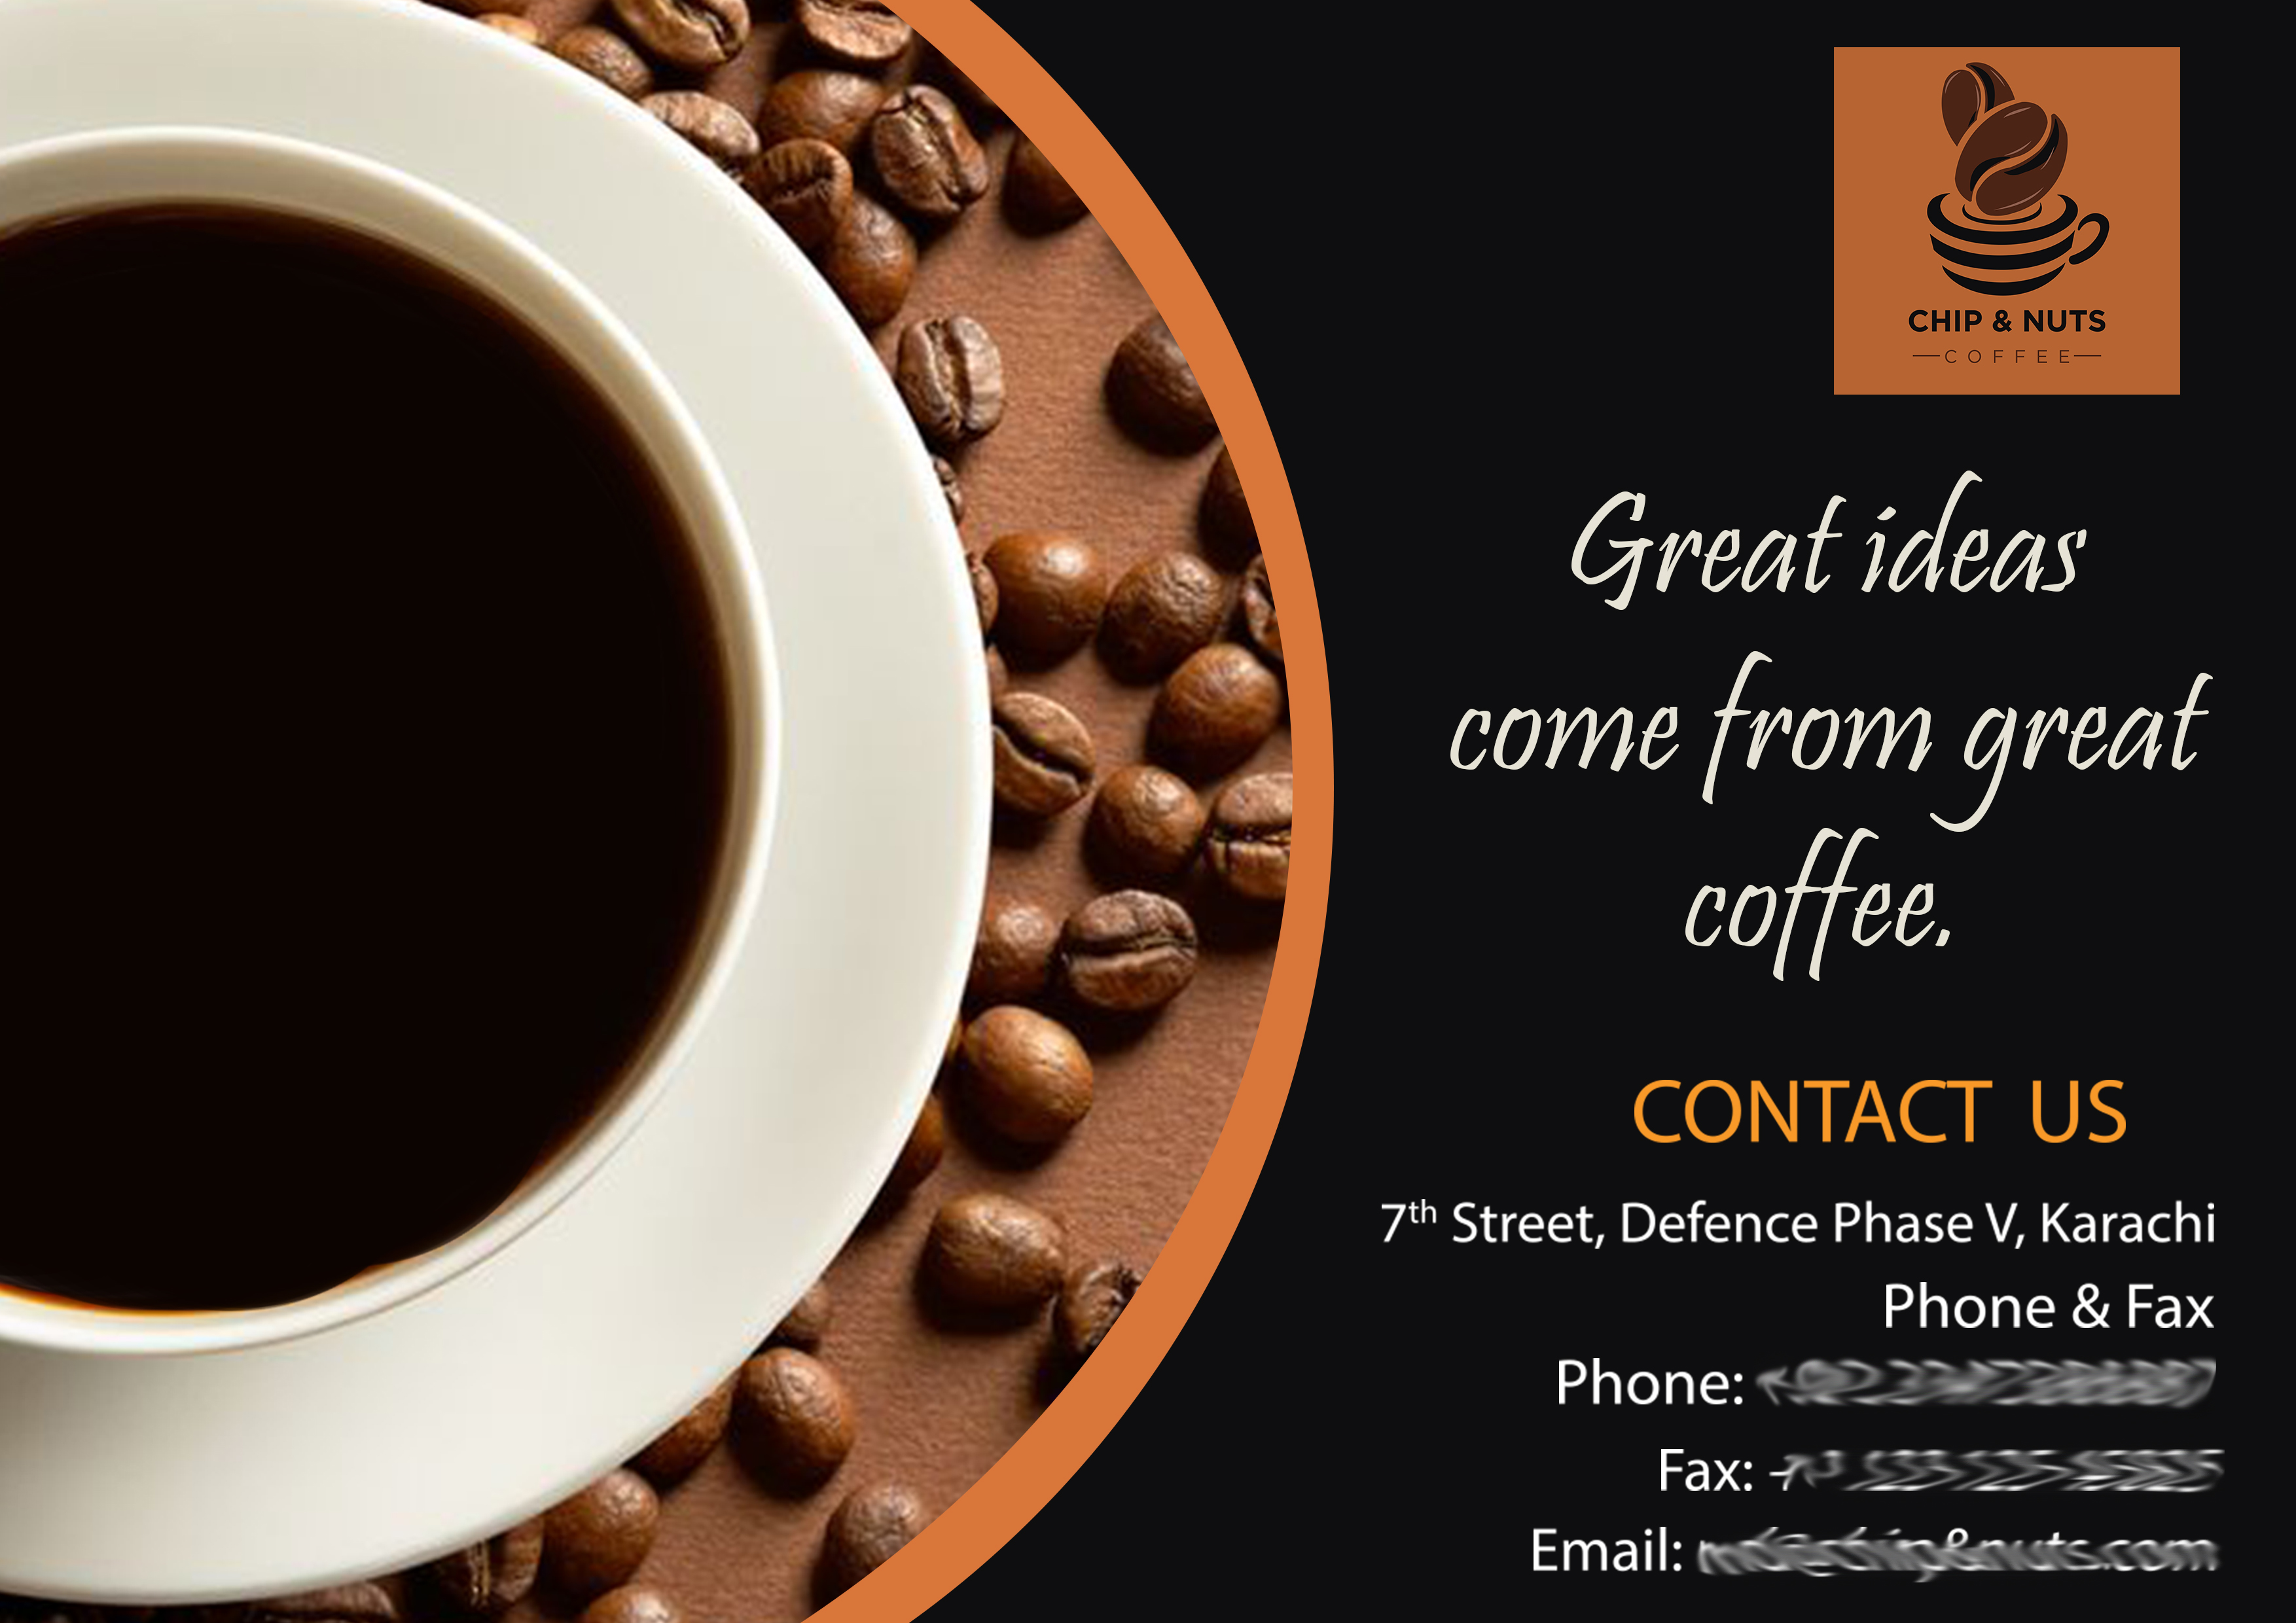 CHIP & NUTS
COFFEE
Great ideas
come from great
coffee.
CONTACT US
7th Street, Defence Phase V, Karachi
Phone & Fax
Phone:
Fax:
Email: